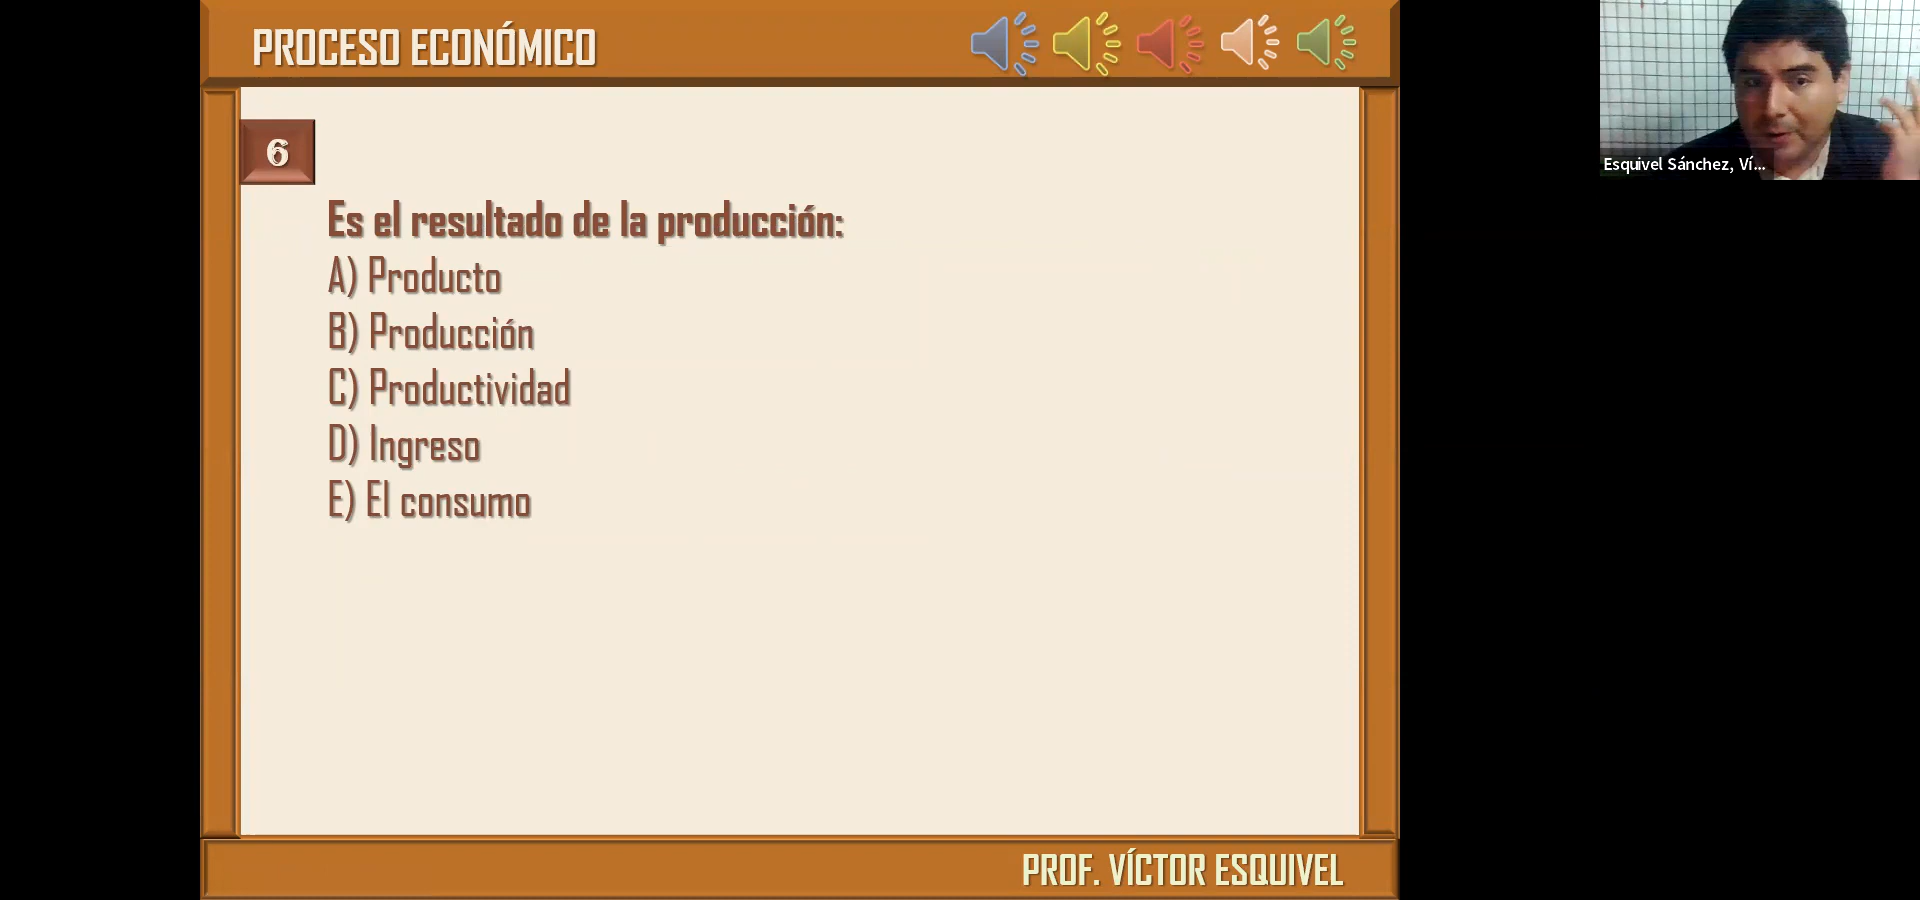 PROCESO ECONÓMICO
6
Es el resultado de la producción:
A) Producto
B) Producción
C) Productividad
D) Ingreso
E) El consumo
PROF. VÍCTOR ESQUIVEL
Esquivel Sánchez, Ví...